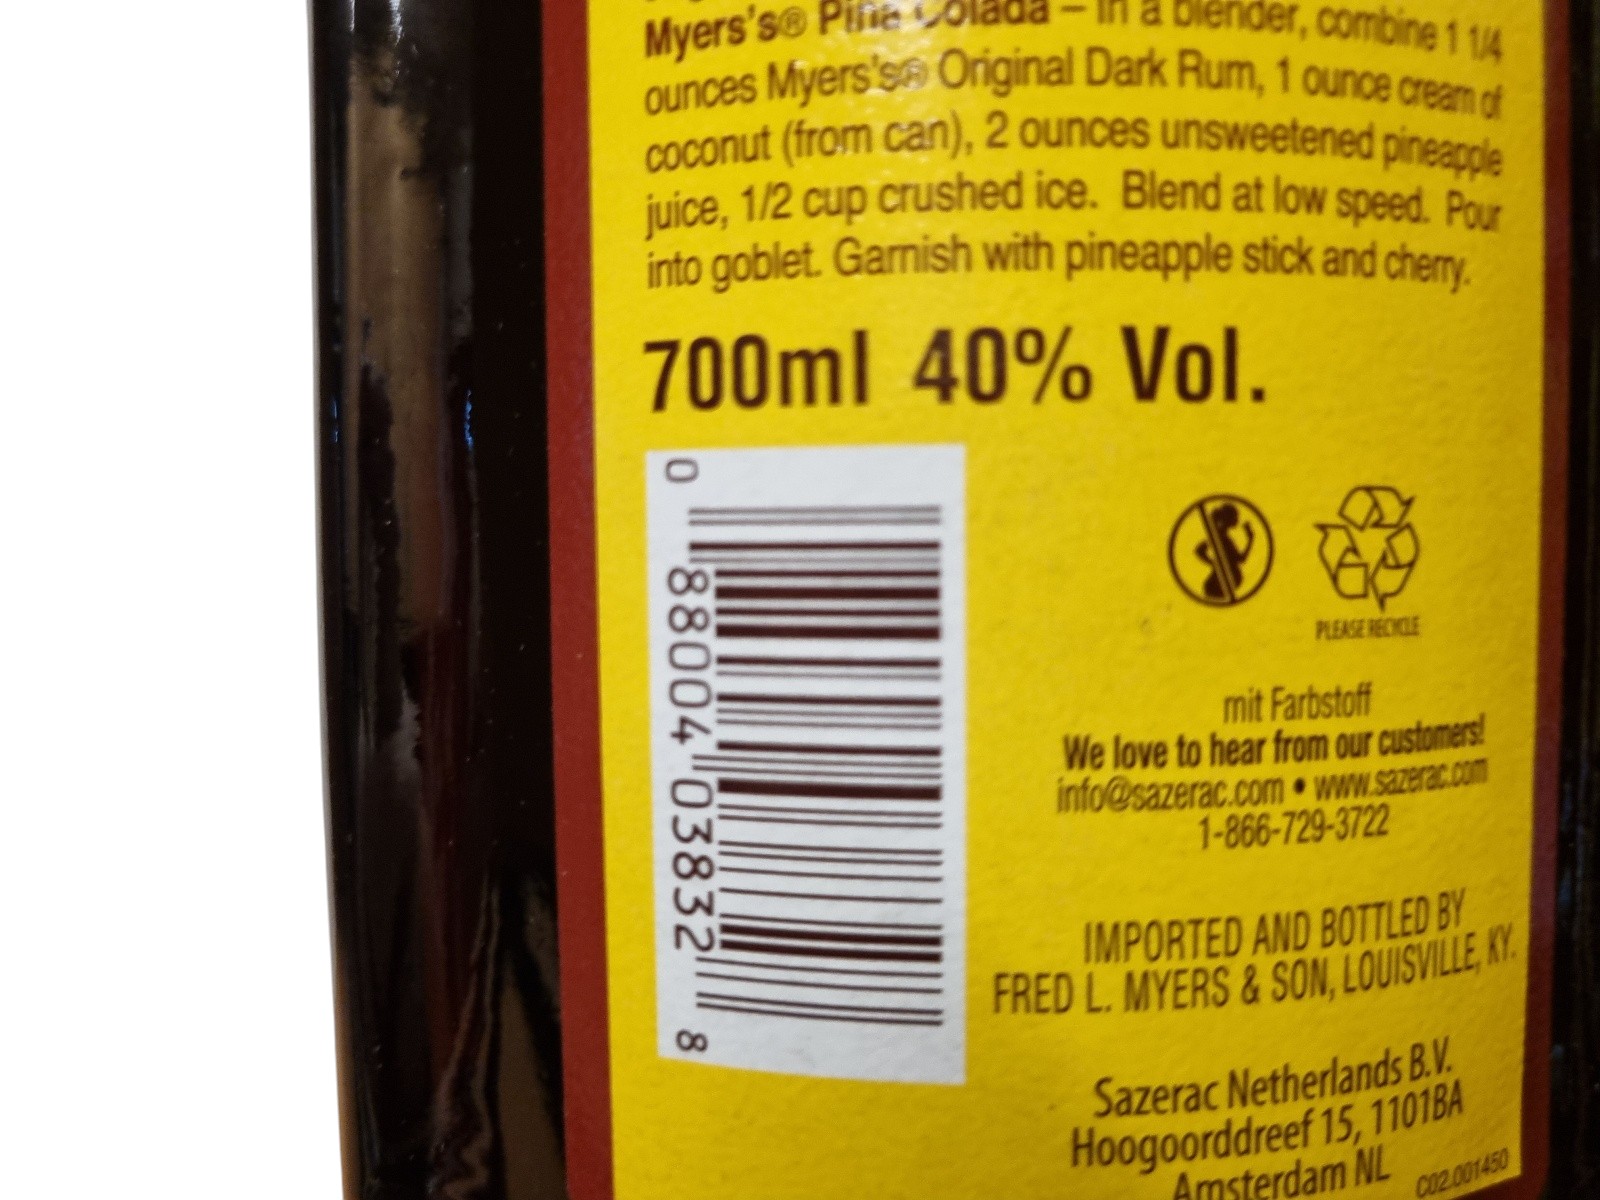 Myers's® Pina Colada – In a blender, combine 1 1/4
ounces Myers's® Original Dark Rum, 1 ounce cream of
coconut (from can), 2 ounces unsweetened pineapple
juice, 1/2 cup crushed ice. Blend at low speed. Pour
into goblet. Garnish with pineapple stick and cherry.
700ml 40% Vol.
0 88004 03832 8
PLEASE RECYCLE
mit Farbstoff
We love to hear from our customers!
info@sazerac.com • www.sazerac.com
1-866-729-3722
IMPORTED AND BOTTLED BY
FRED L. MYERS & SON, LOUISVILLE, KY.
Sazerac Netherlands B.V.
Hoogoorddreef 15, 1101BA
Amsterdam NL
C02.001450